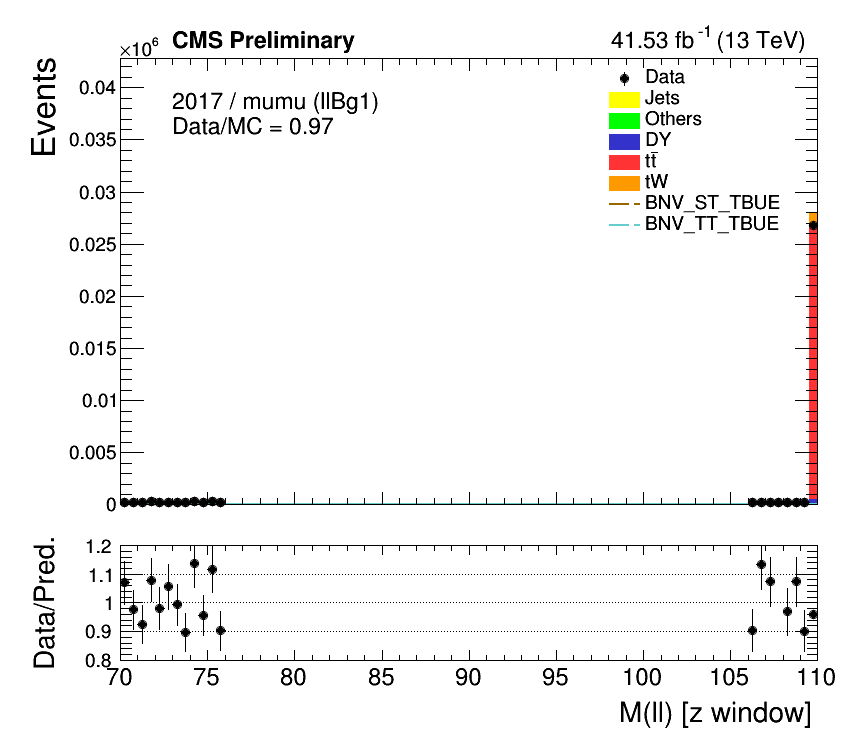 ×10⁶ CMS Preliminary 41.53 fb⁻¹ (13 TeV)
Events
0.04
0.035
0.03
0.025
0.02
0.015
0.01
0.005
0
2017 / mumu (llBg1)
Data/MC = 0.97
Data
Jets
Others
DY
tt̄
tW
BNV_ST_TBUE
BNV_TT_TBUE
Data/Pred.
1.2
1.1
1
0.9
0.8
70 75 80 85 90 95 100 105 110
M(ll) [z window]